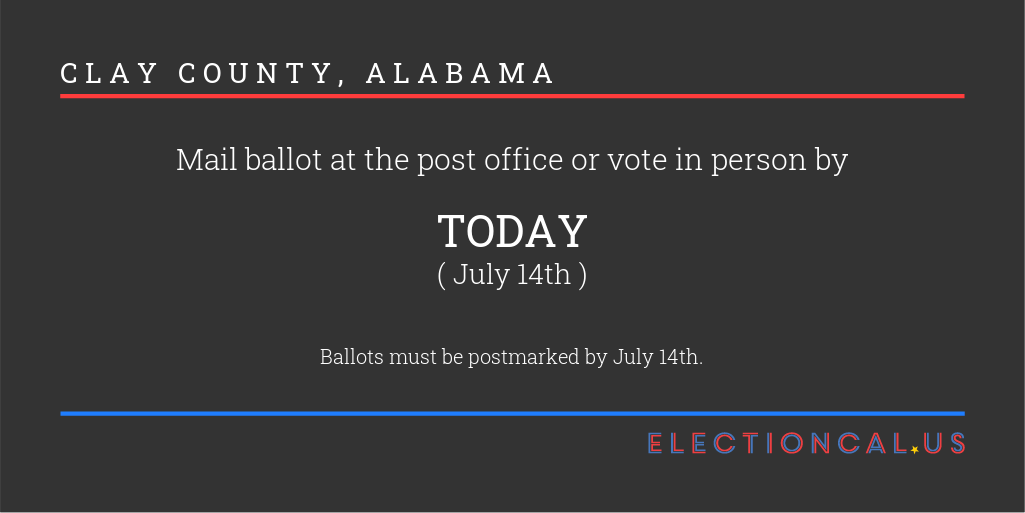 CLAY COUNTY, ALABAMA
Mail ballot at the post office or vote in person by
TODAY
( July 14th )
Ballots must be postmarked by July 14th.
ELECTIONCAL.US